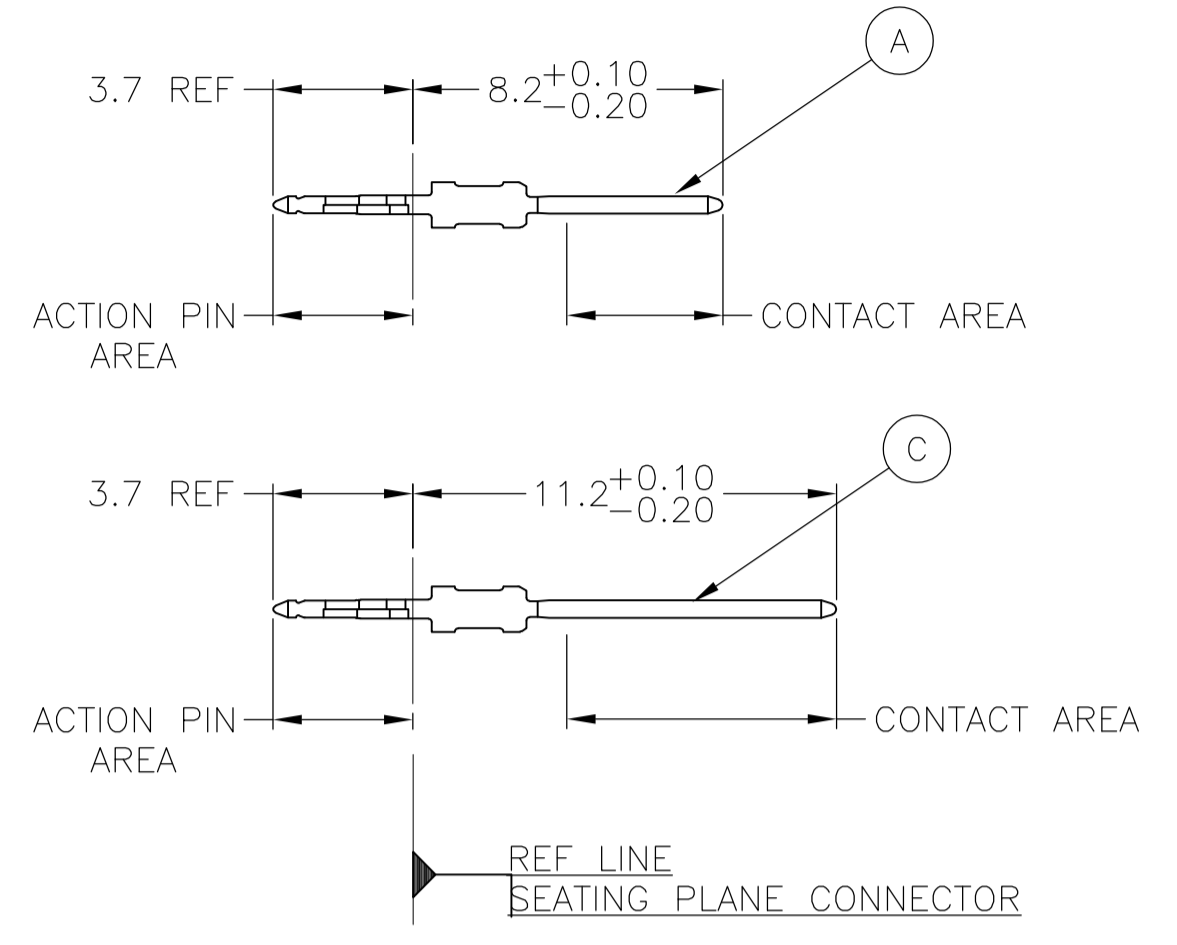 A
3.7 REF
8.2 +0.10 -0.20
ACTION PIN AREA
CONTACT AREA
C
3.7 REF
11.2 +0.10 -0.20
ACTION PIN AREA
CONTACT AREA
REF LINE
SEATING PLANE CONNECTOR